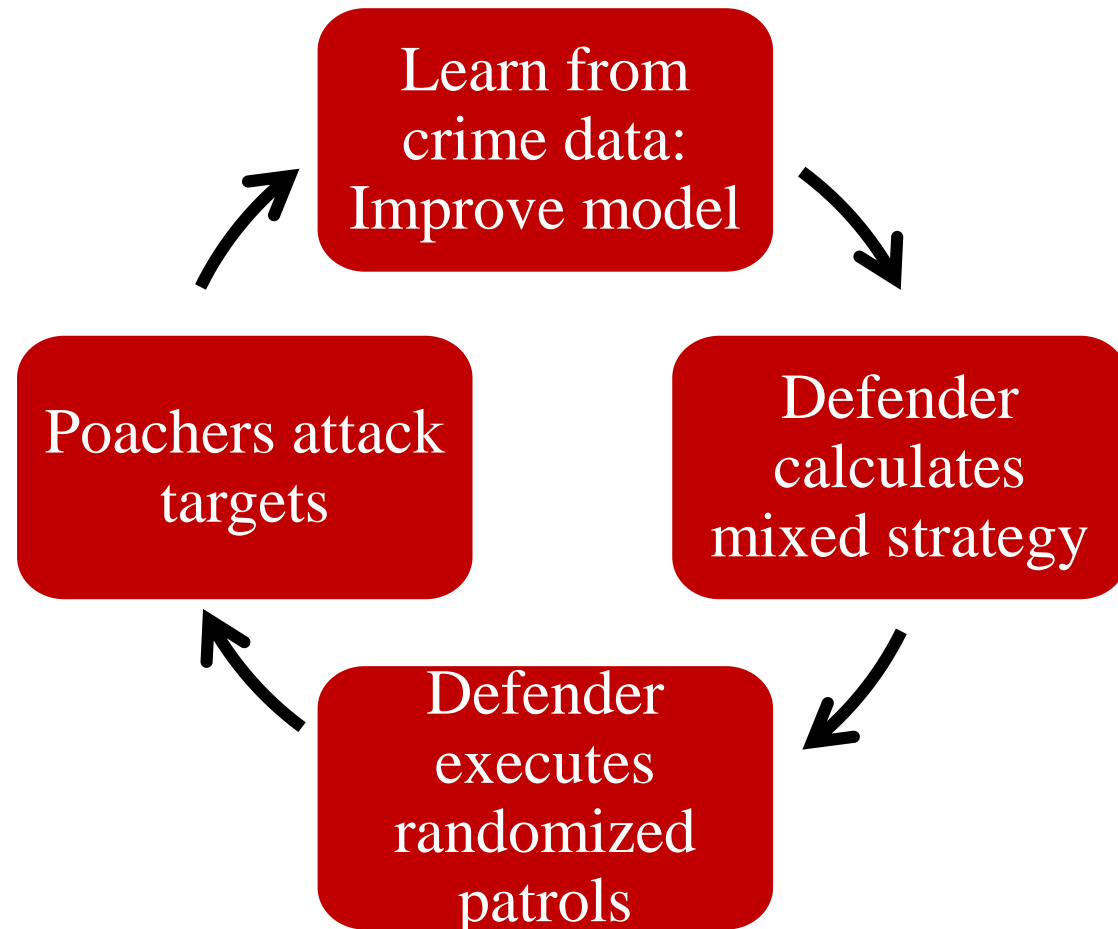 Learn from
crime data:
Improve model
Poachers attack
targets
Defender
calculates
mixed strategy
Defender
executes
randomized
patrols